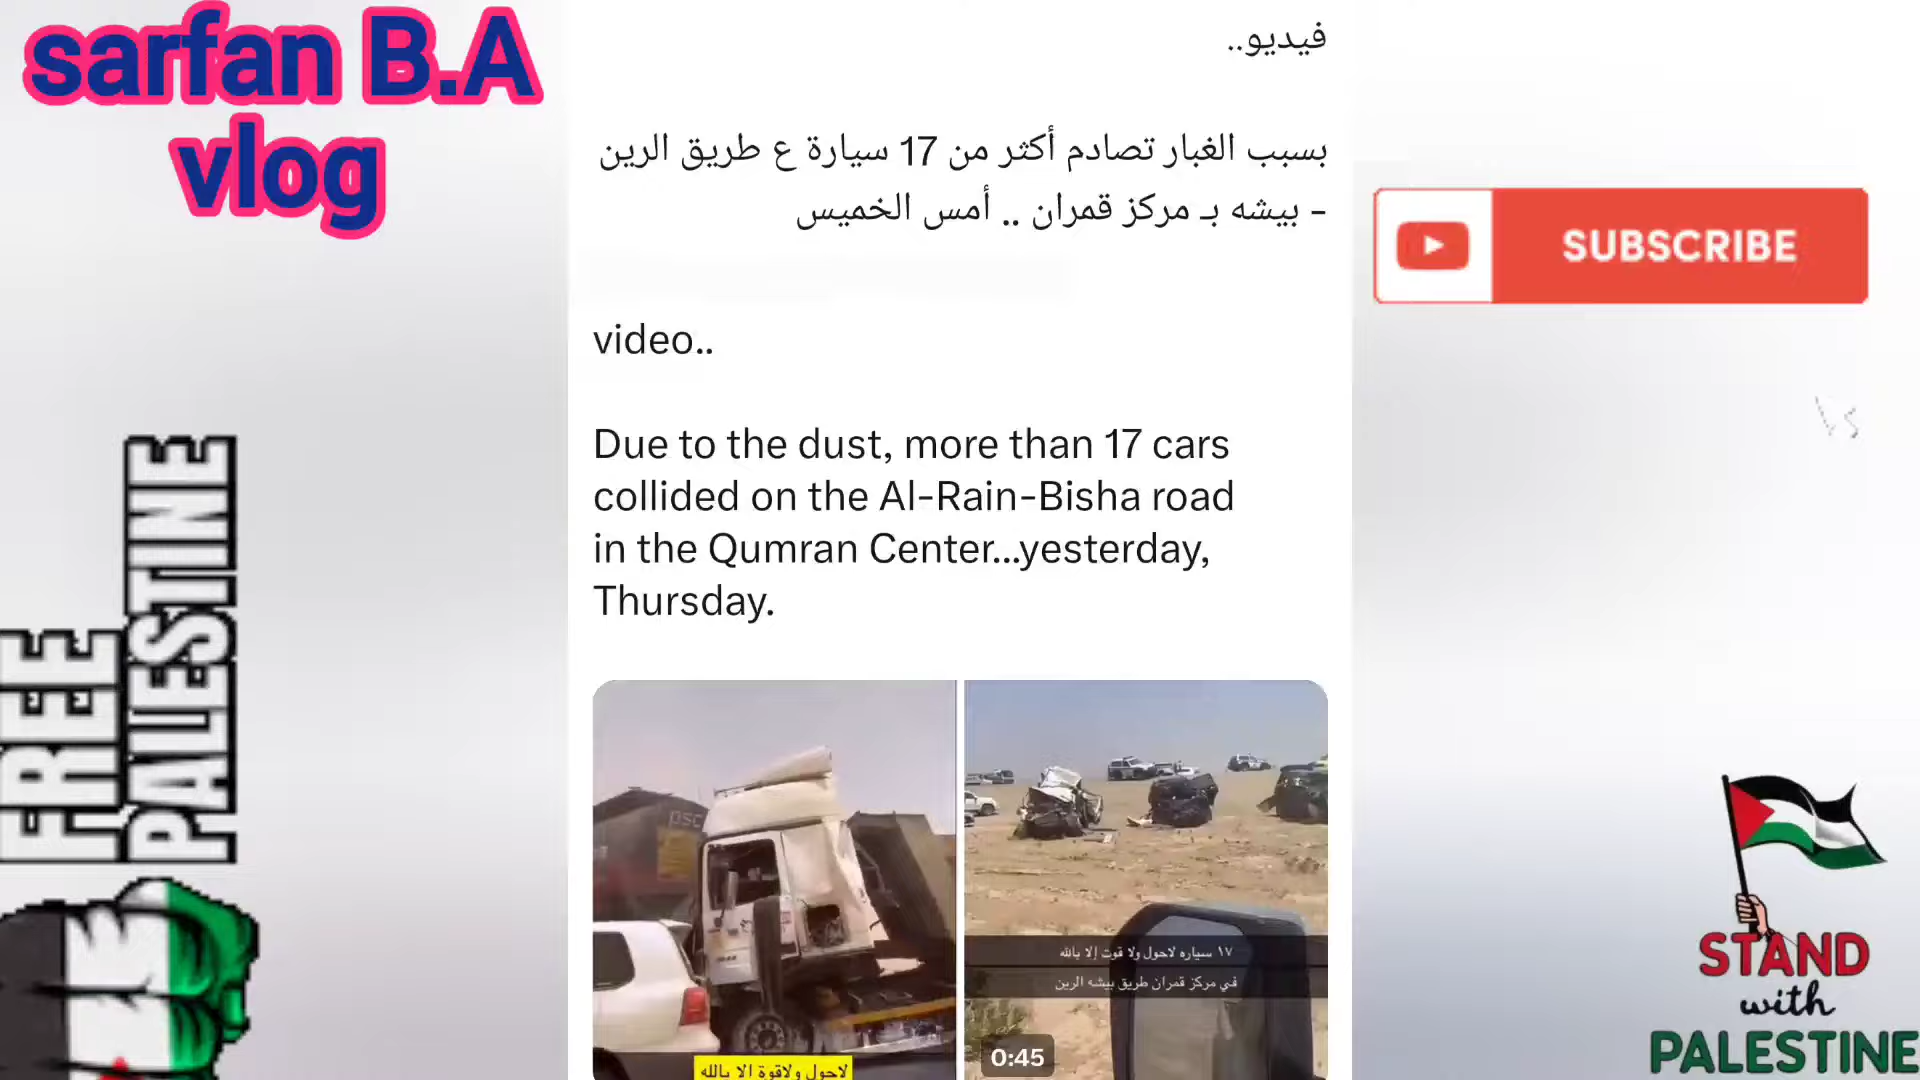 sarfan B.A
vlog
فيديو..
بسبب الغبار تصادم أكثر من 17 سيارة ع طريق الرين
- بيشه بـ مركز قمران .. أمس الخميس
SUBSCRIBE
video..
Due to the dust, more than 17 cars
collided on the Al-Rain-Bisha road
in the Qumran Center...yesterday,
Thursday.
FREE
PALESTINE
psc
١٧ سياره لاحول ولا قوت إلا بالله
في مركز قمران طريق بيشه الرين
0:45
لاحول ولاقوة الا بالله
STAND
with
PALESTINE